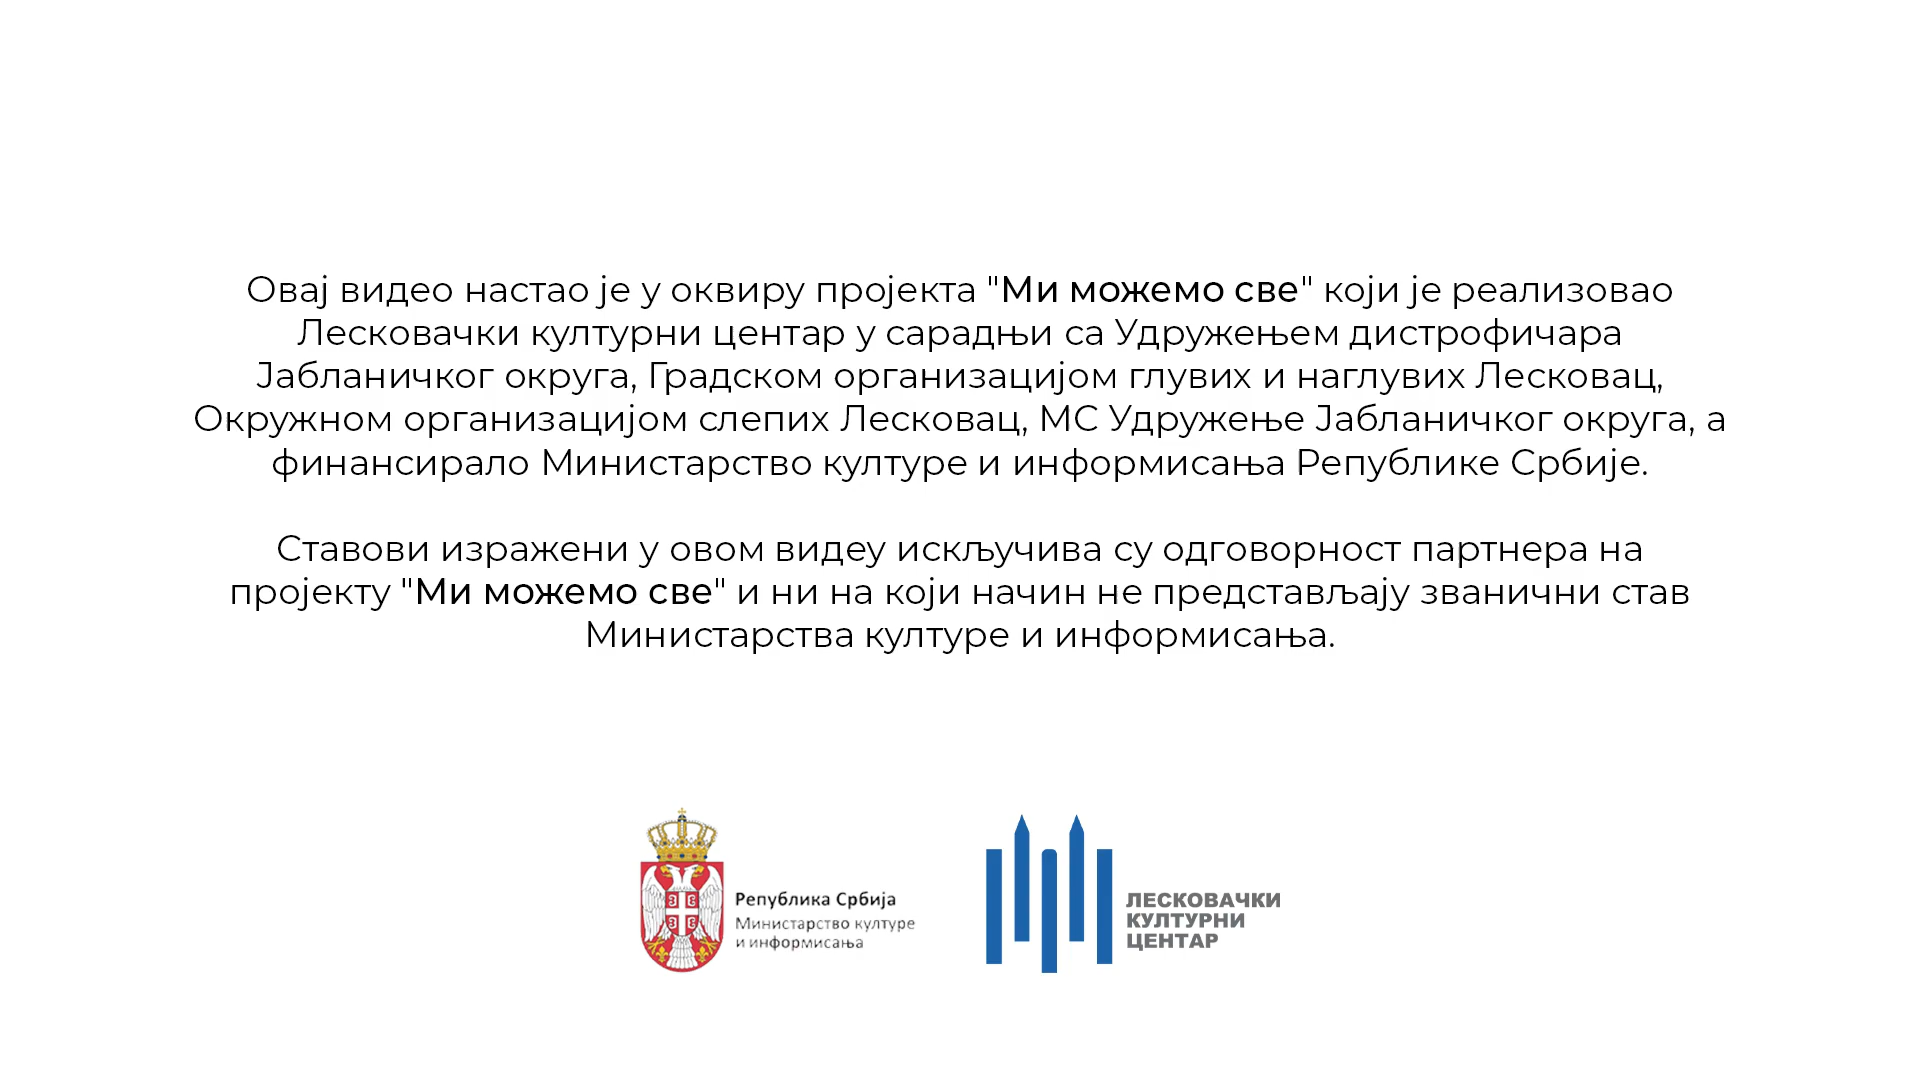 Овај видео настао је у оквиру пројекта "Ми можемо све" који је реализовао
Лесковачки културни центар у сарадњи са Удружењем дистрофичара
Јабланичког округа, Градском организацијом глувих и наглувих Лесковац,
Окружном организацијом слепих Лесковац, МС Удружење Јабланичког округа, а
финансирало Министарство културе и информисања Републике Србије.
Ставови изражени у овом видеу искључива су одговорност партнера на
пројекту "Ми можемо све" и ни на који начин не представљају званични став
Министарства културе и информисања.
Република Србија
Министарство културе
и информисања
ЛЕСКОВАЧКИ
КУЛТУРНИ
ЦЕНТАР